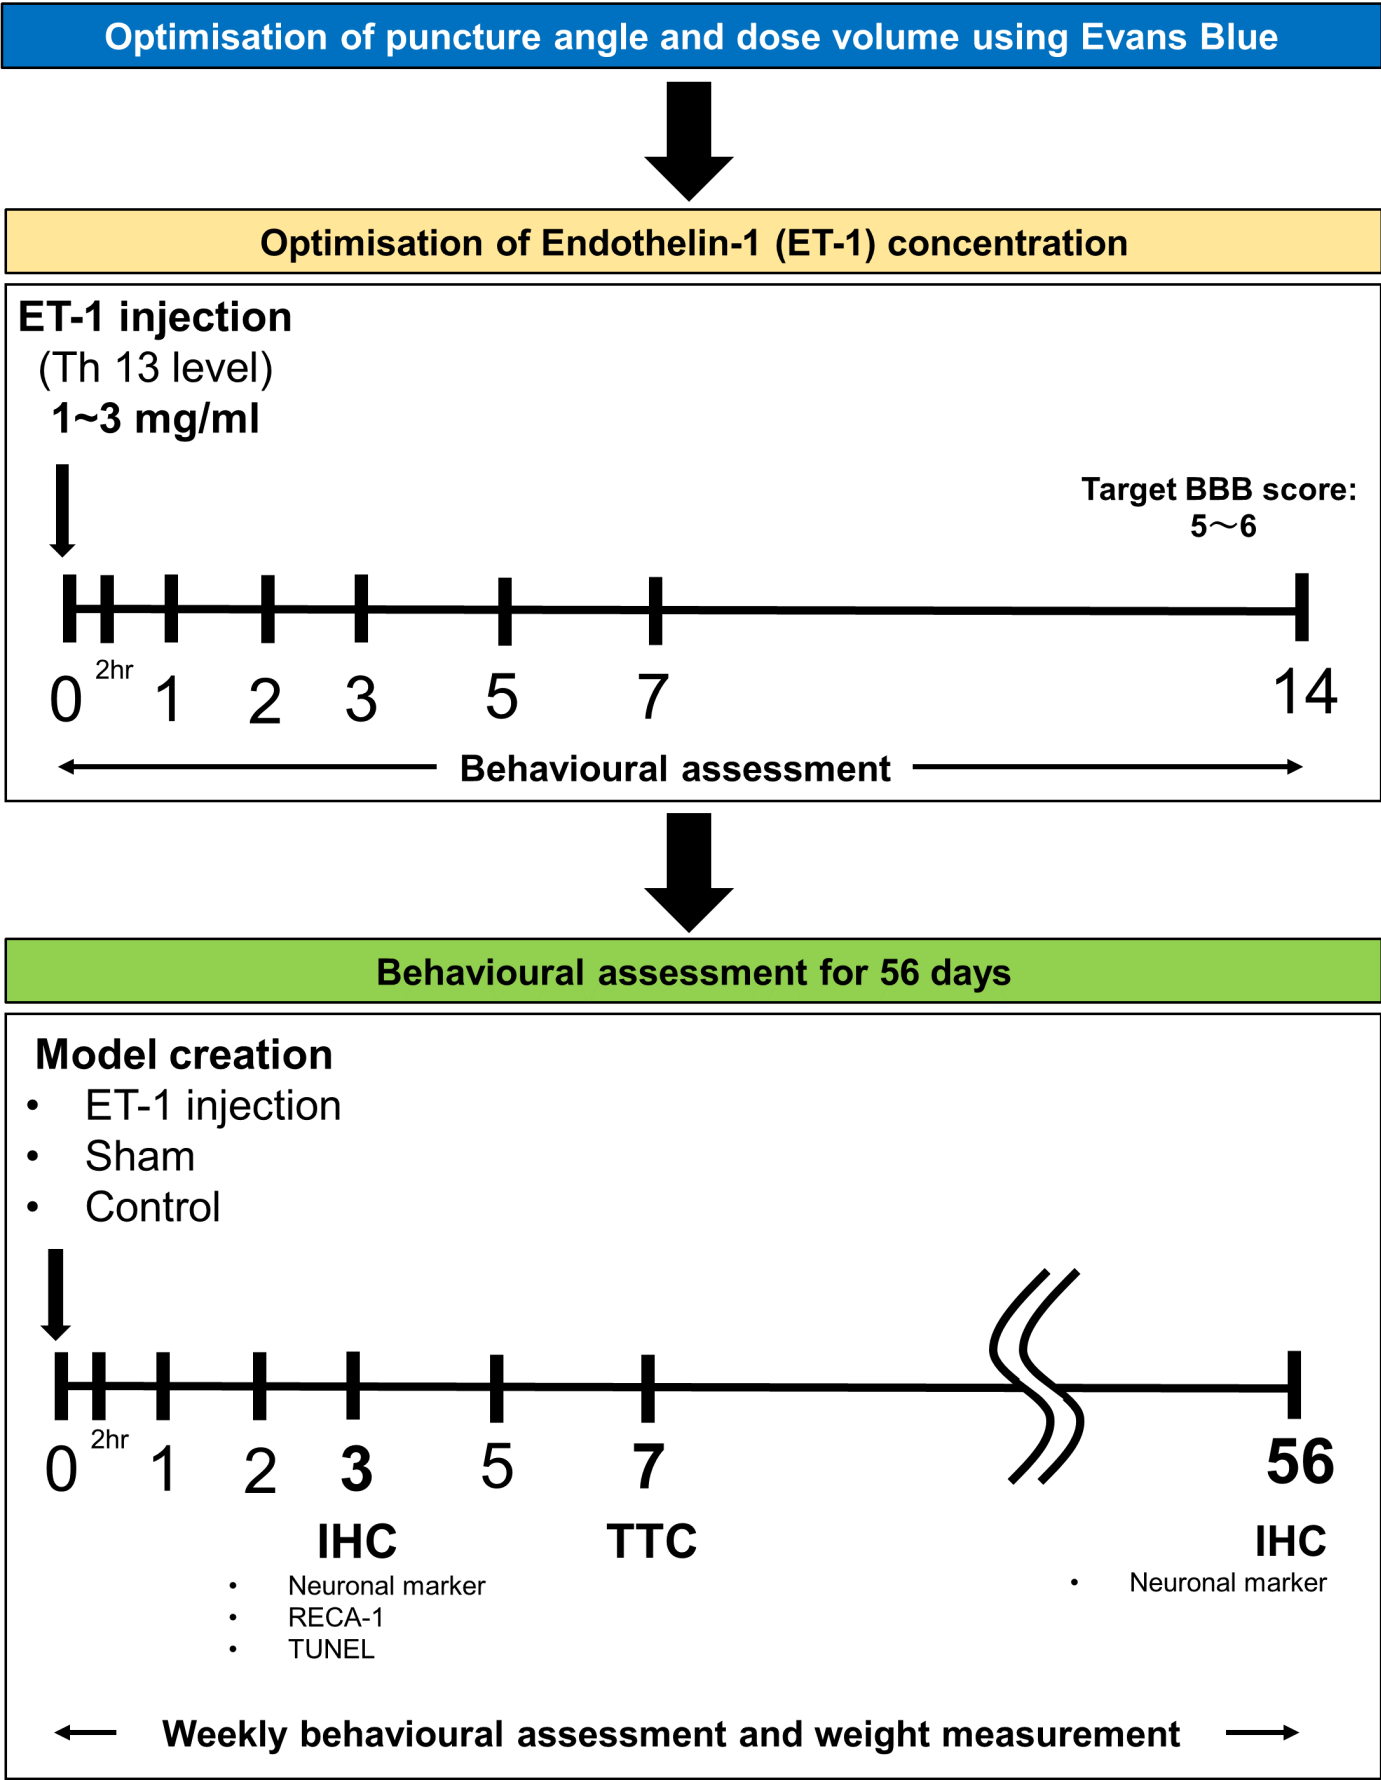 Optimisation of puncture angle and dose volume using Evans Blue
Optimisation of Endothelin-1 (ET-1) concentration
ET-1 injection
(Th 13 level)
1~3 mg/ml
Target BBB score:
5～6
0 2hr 1 2 3 5 7 14
Behavioural assessment
Behavioural assessment for 56 days
Model creation
• ET-1 injection
• Sham
• Control
0 2hr 1 2 3 5 7 56
IHC TTC IHC
• Neuronal marker • Neuronal marker
• RECA-1
• TUNEL
Weekly behavioural assessment and weight measurement